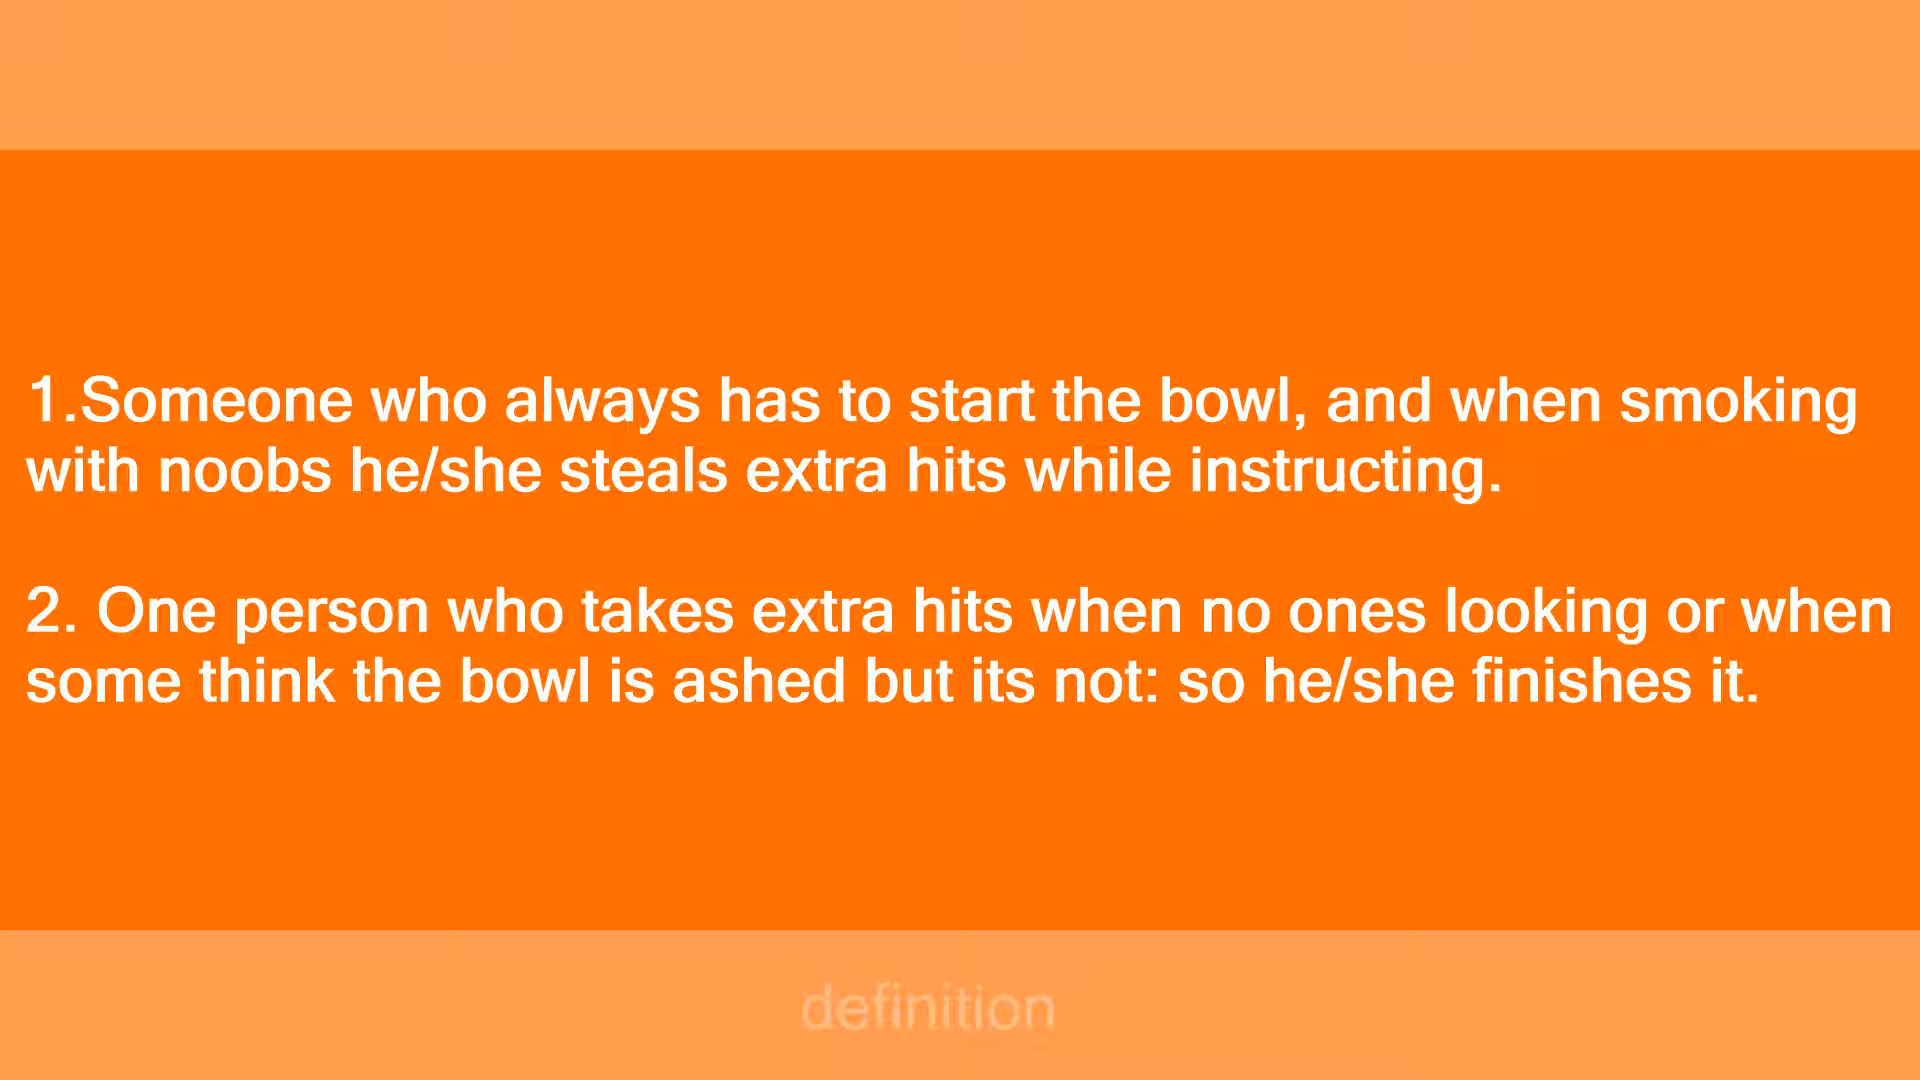 1.Someone who always has to start the bowl, and when smoking
with noobs he/she steals extra hits while instructing.
2. One person who takes extra hits when no ones looking or when
some think the bowl is ashed but its not: so he/she finishes it.
definition